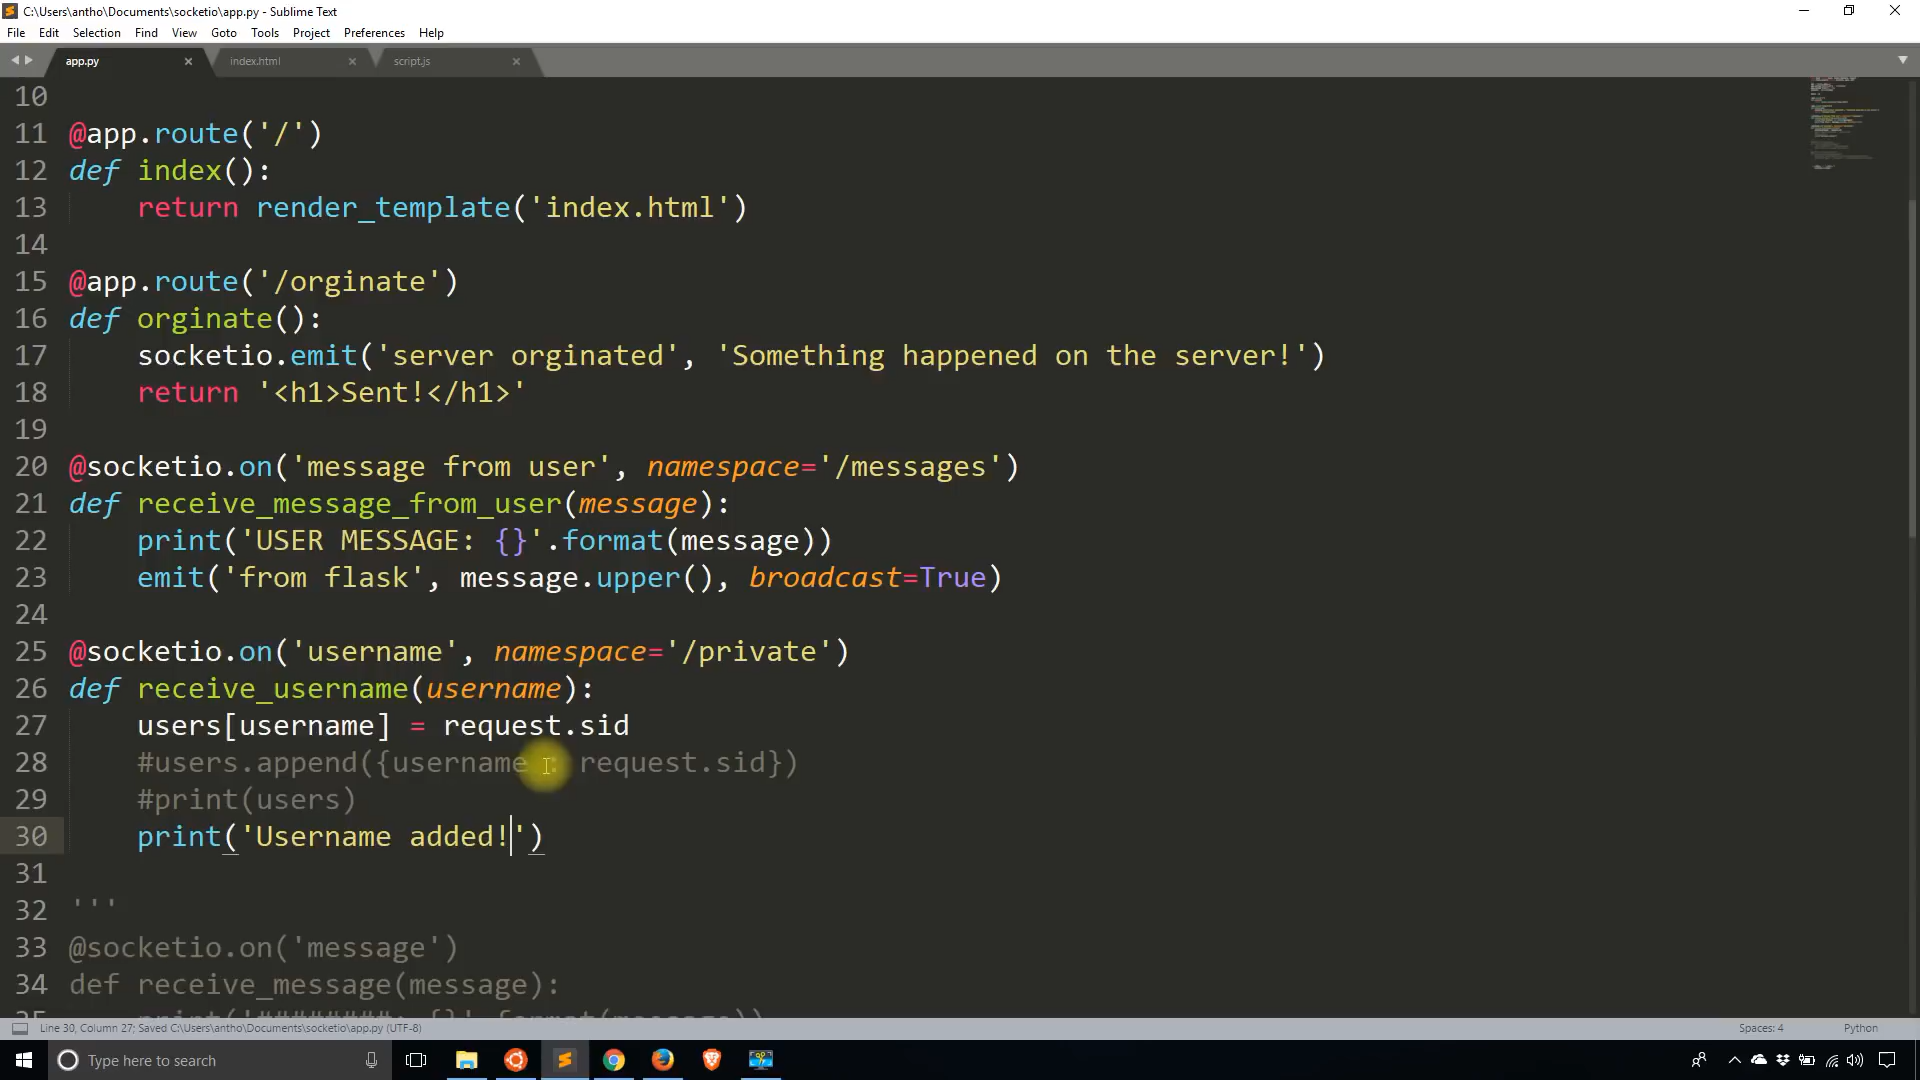 C:\Users\antho\Documents\socketio\app.py - Sublime Text
File Edit Selection Find View Goto Tools Project Preferences Help
app.py index.html script.js
10
11 @app.route('/')
12 def index():
13 return render_template('index.html')
14
15 @app.route('/orginate')
16 def orginate():
17 socketio.emit('server orginated', 'Something happened on the server!')
18 return '<h1>Sent!</h1>'
19
20 @socketio.on('message from user', namespace='/messages')
21 def receive_message_from_user(message):
22 print('USER MESSAGE: {}'.format(message))
23 emit('from flask', message.upper(), broadcast=True)
24
25 @socketio.on('username', namespace='/private')
26 def receive_username(username):
27 users[username] = request.sid
28 #users.append({username : request.sid})
29 #print(users)
30 print('Username added!')
31
32 '''
33 @socketio.on('message')
34 def receive_message(message):
35 print('########: {}'.format(message))
Line 30, Column 27; Saved C:\Users\antho\Documents\socketio\app.py (UTF-8) Spaces: 4 Python
Type here to search